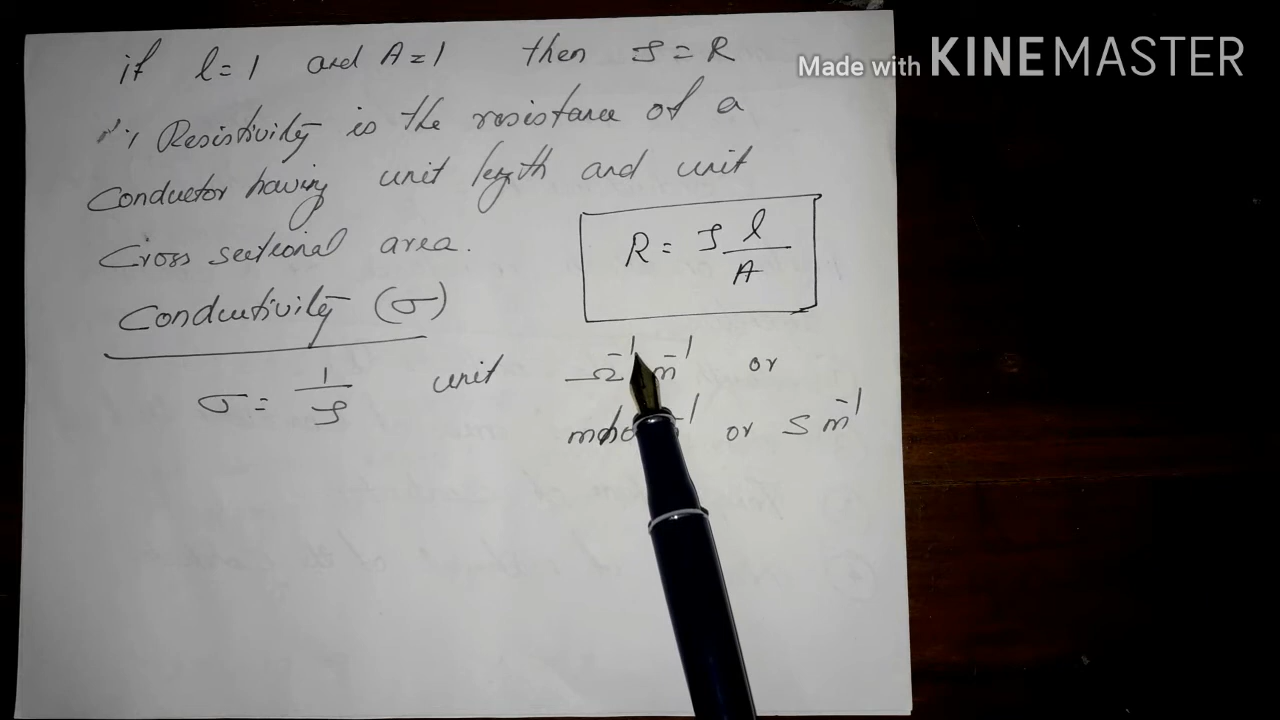 if l = 1 and A = 1 then ρ = R
Made with KINEMASTER
∴ Resistivity is the resistance of a
Conductor having unit length and unit
Cross sectional area.
R = ρ l/A
Conductivity (σ)
σ = 1/ρ unit Ω⁻¹ m⁻¹ or
mho m⁻¹ or S m⁻¹